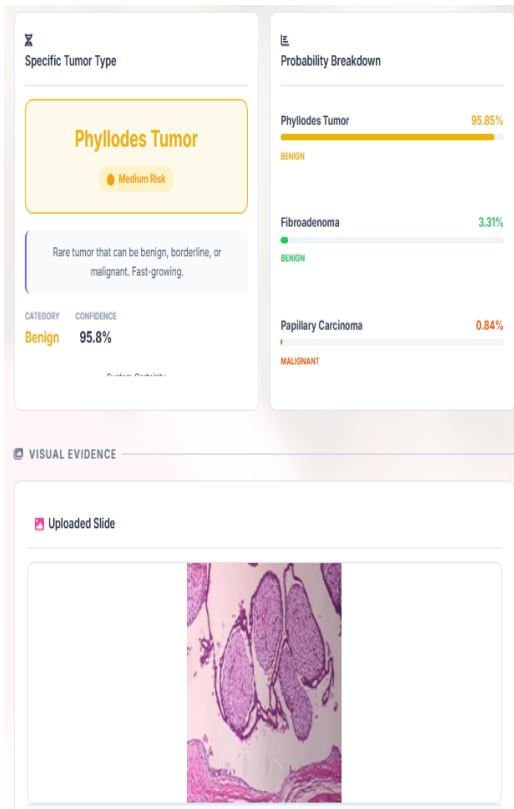 Specific Tumor Type
Phyllodes Tumor
Medium Risk
Rare tumor that can be benign, borderline, or
malignant. Fast-growing.
CATEGORY CONFIDENCE
Benign 95.8%
Probability Breakdown
Phyllodes Tumor 95.85%
BENIGN
Fibroadenoma 3.31%
BENIGN
Papillary Carcinoma 0.84%
MALIGNANT
VISUAL EVIDENCE
Uploaded Slide